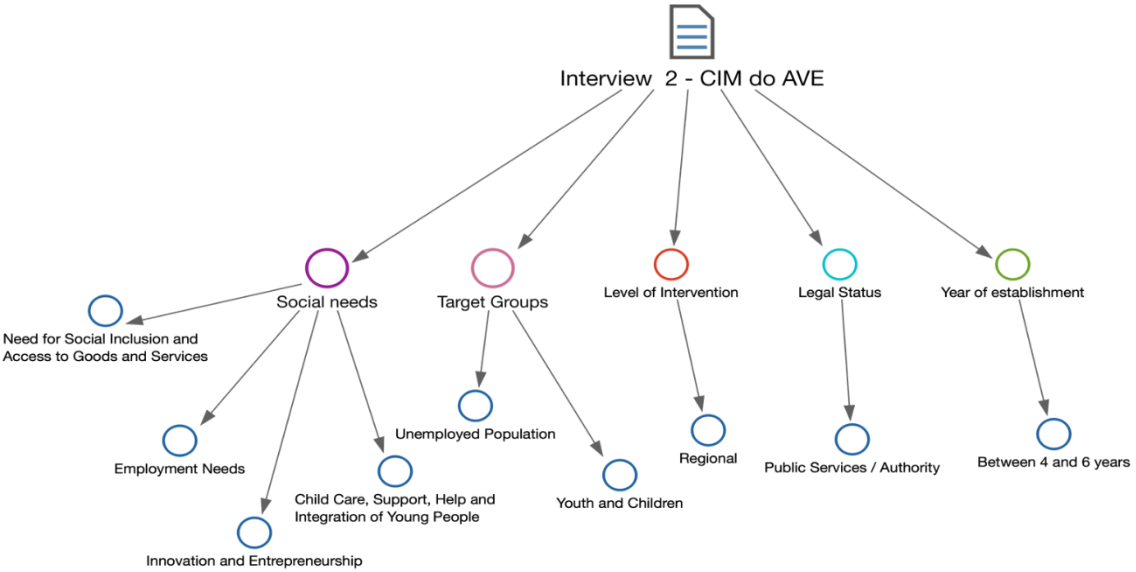 Interview 2 - CIM do AVE
Social needs
Target Groups
Level of Intervention
Legal Status
Year of establishment
Need for Social Inclusion and
Access to Goods and Services
Employment Needs
Innovation and Entrepreneurship
Child Care, Support, Help and
Integration of Young People
Unemployed Population
Youth and Children
Regional
Public Services / Authority
Between 4 and 6 years